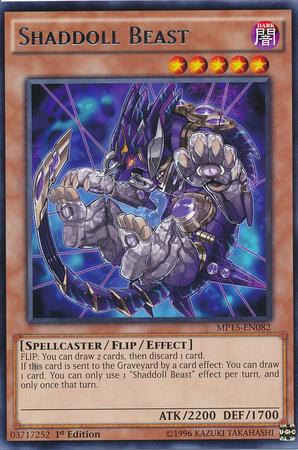 Shaddoll Beast
DARK
闇
MP15-EN082
[Spellcaster / Flip / Effect]
FLIP: You can draw 2 cards, then discard 1 card.
If this card is sent to the Graveyard by a card effect: You can draw
1 card. You can only use 1 "Shaddoll Beast" effect per turn, and
only once that turn.
ATK/2200 DEF/1700
03717252 1st Edition ©1996 KAZUKI TAKAHASHI